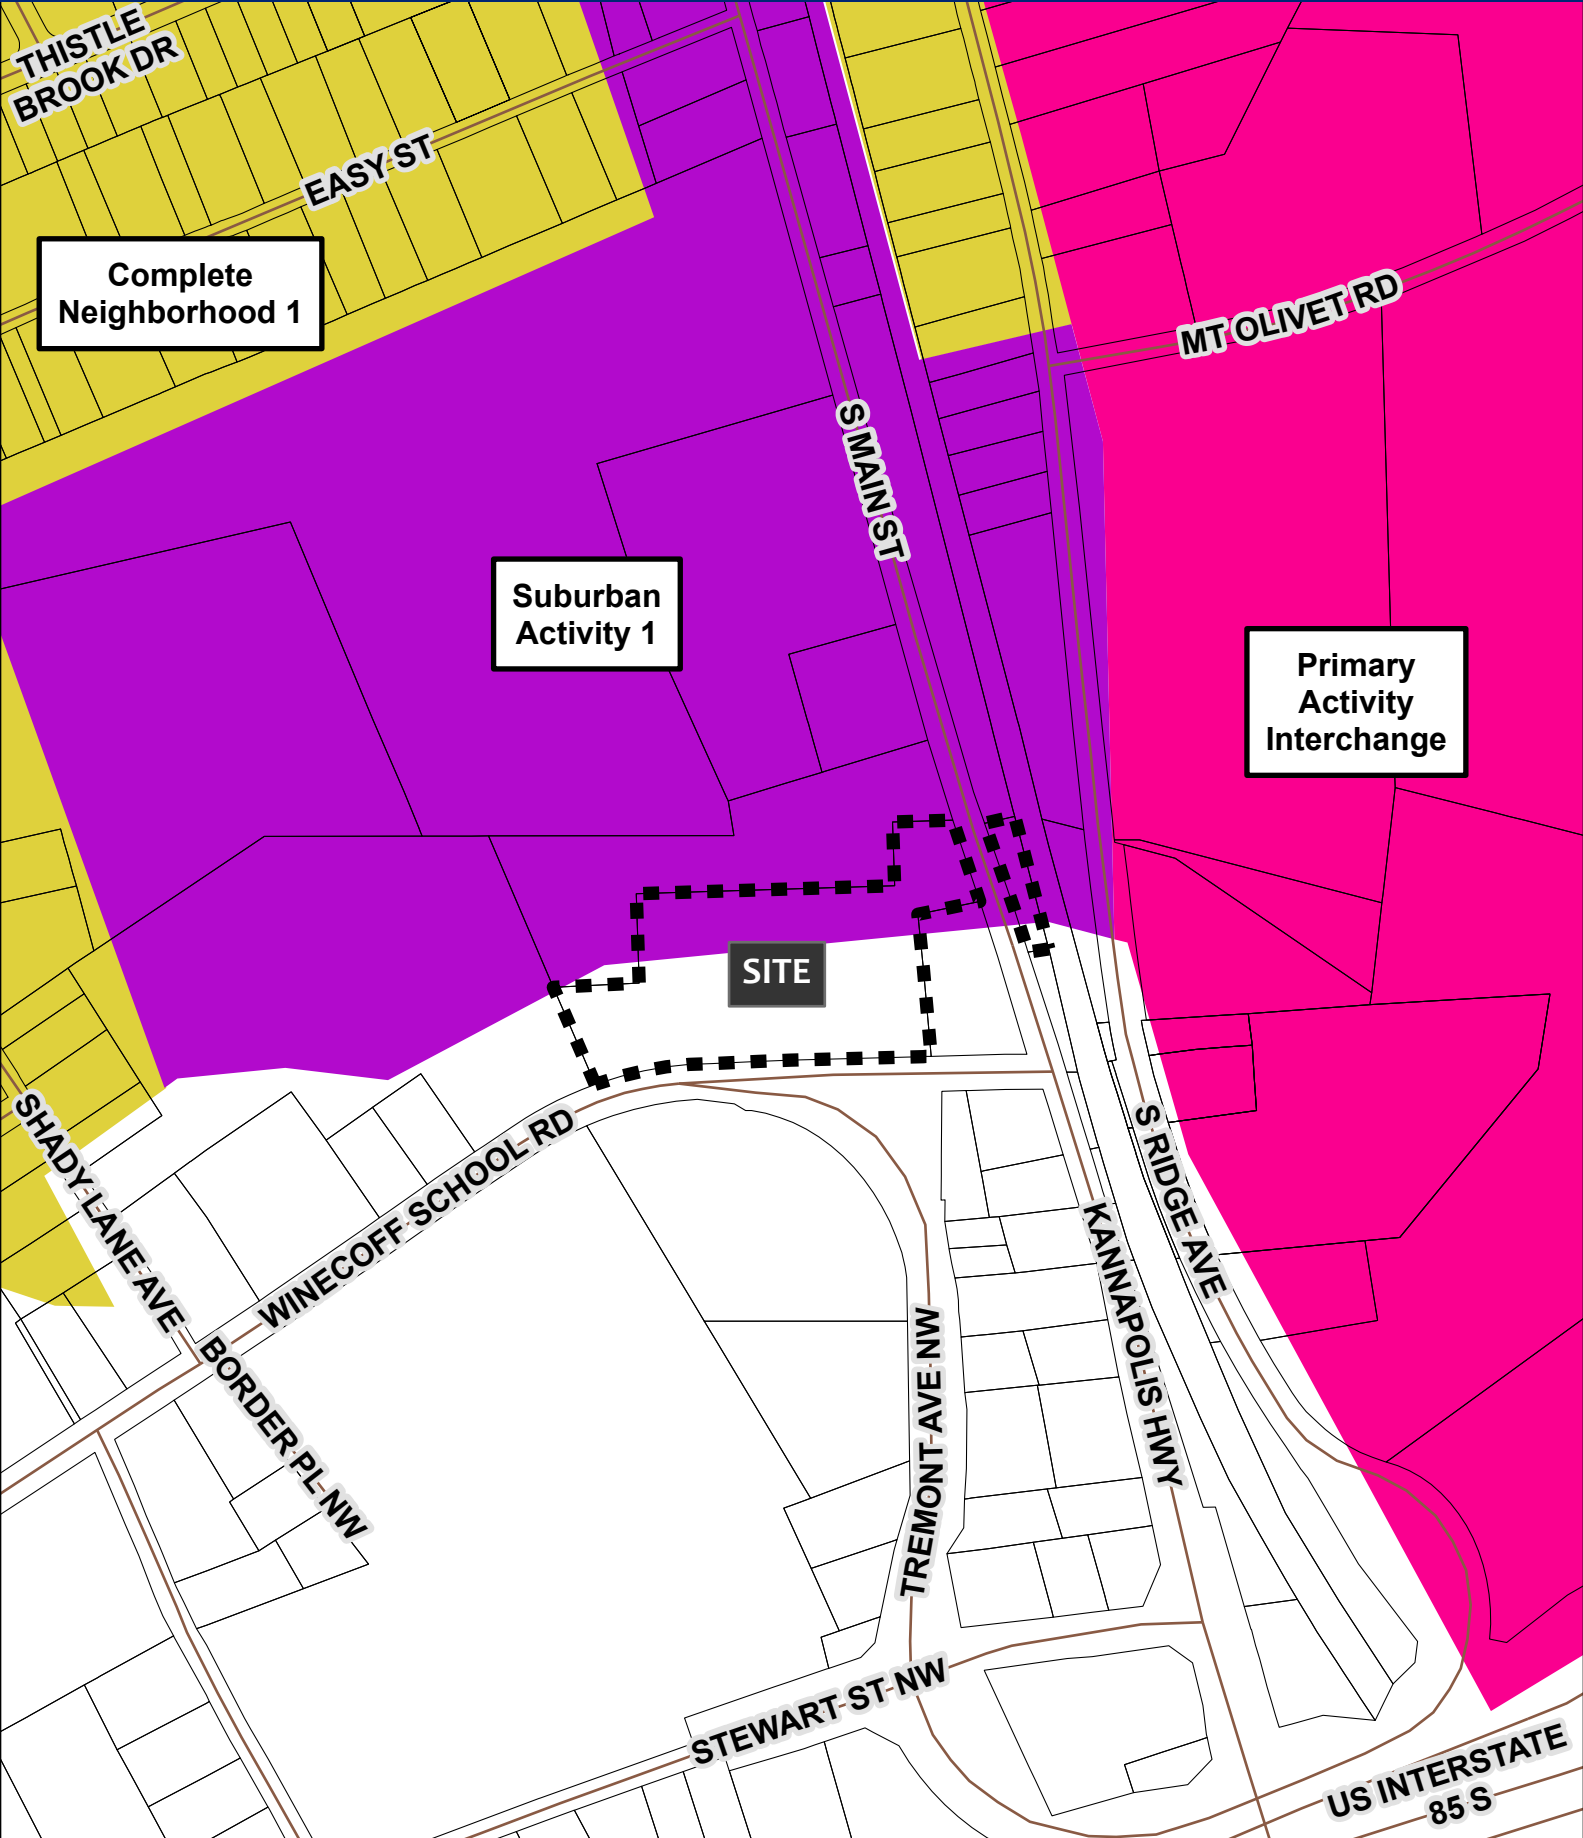 THISTLE
BROOK DR
EASY ST
Complete
Neighborhood 1
MT OLIVET RD
S MAIN ST
Suburban
Activity 1
Primary
Activity
Interchange
SITE
SHADY LANE AVE
WINECOFF SCHOOL RD
S RIDGE AVE
KANNAPOLIS HWY
BORDER PL NW
TREMONT AVE NW
STEWART ST NW
US INTERSTATE
85 S